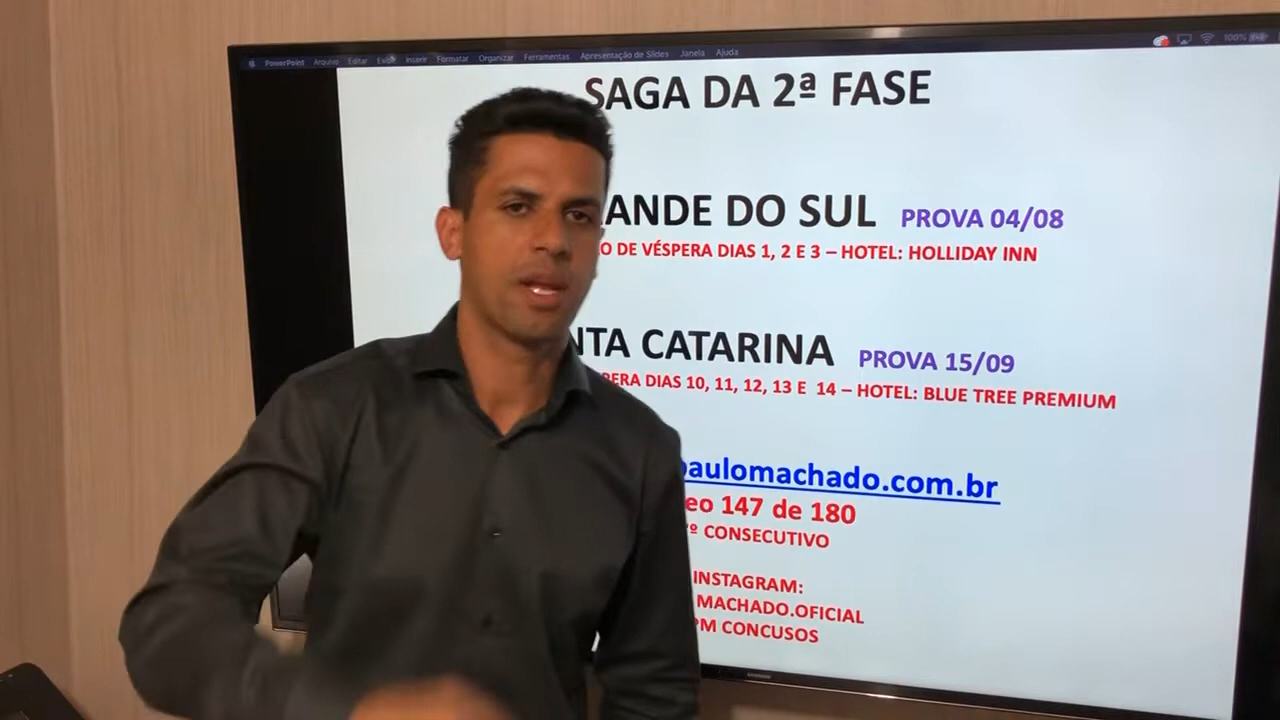 PowerPoint Arquivo Editar Exibir Inserir Formatar Organizar Ferramentas Apresentação de Slides Janela Ajuda 100%
SAGA DA 2ª FASE
ANDE DO SUL PROVA 04/08
O DE VÉSPERA DIAS 1, 2 E 3 – HOTEL: HOLLIDAY INN
NTA CATARINA PROVA 15/09
PERA DIAS 10, 11, 12, 13 E 14 – HOTEL: BLUE TREE PREMIUM
paulomachado.com.br
eo 147 de 180
º CONSECUTIVO
INSTAGRAM:
MACHADO.OFICIAL
PM CONCUSOS
SAMSUNG